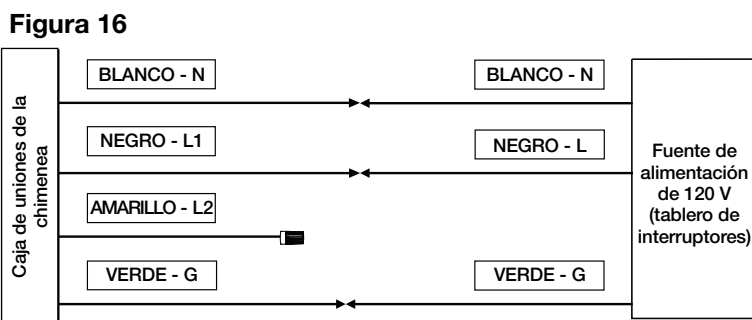 Figura 16
Caja de uniones de la
chimenea
BLANCO - N
BLANCO - N
NEGRO - L1
NEGRO - L
AMARILLO - L2
VERDE - G
VERDE - G
Fuente de
alimentación
de 120 V
(tablero de
interruptores)